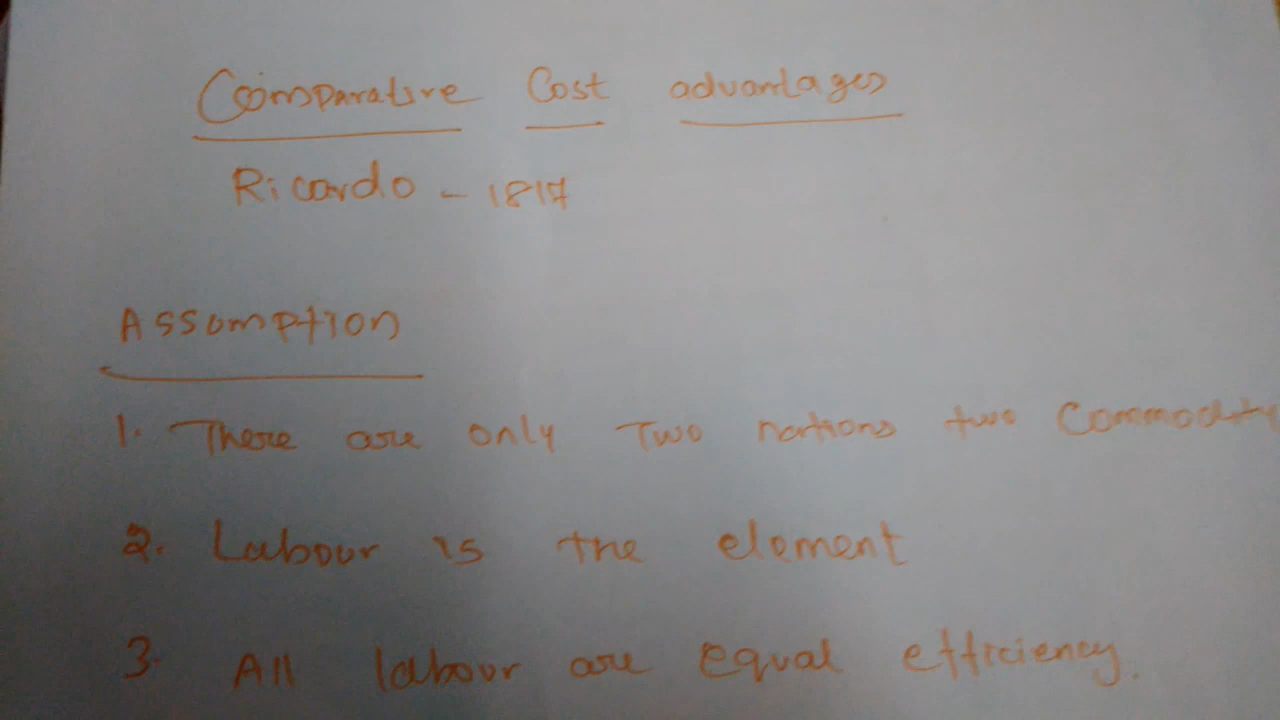 Comparative Cost advantages
Ricardo - 1817
Assomption
1. There are only Two nations two Commodity
2. Labour is the element
3. All labour are equal efficiency.